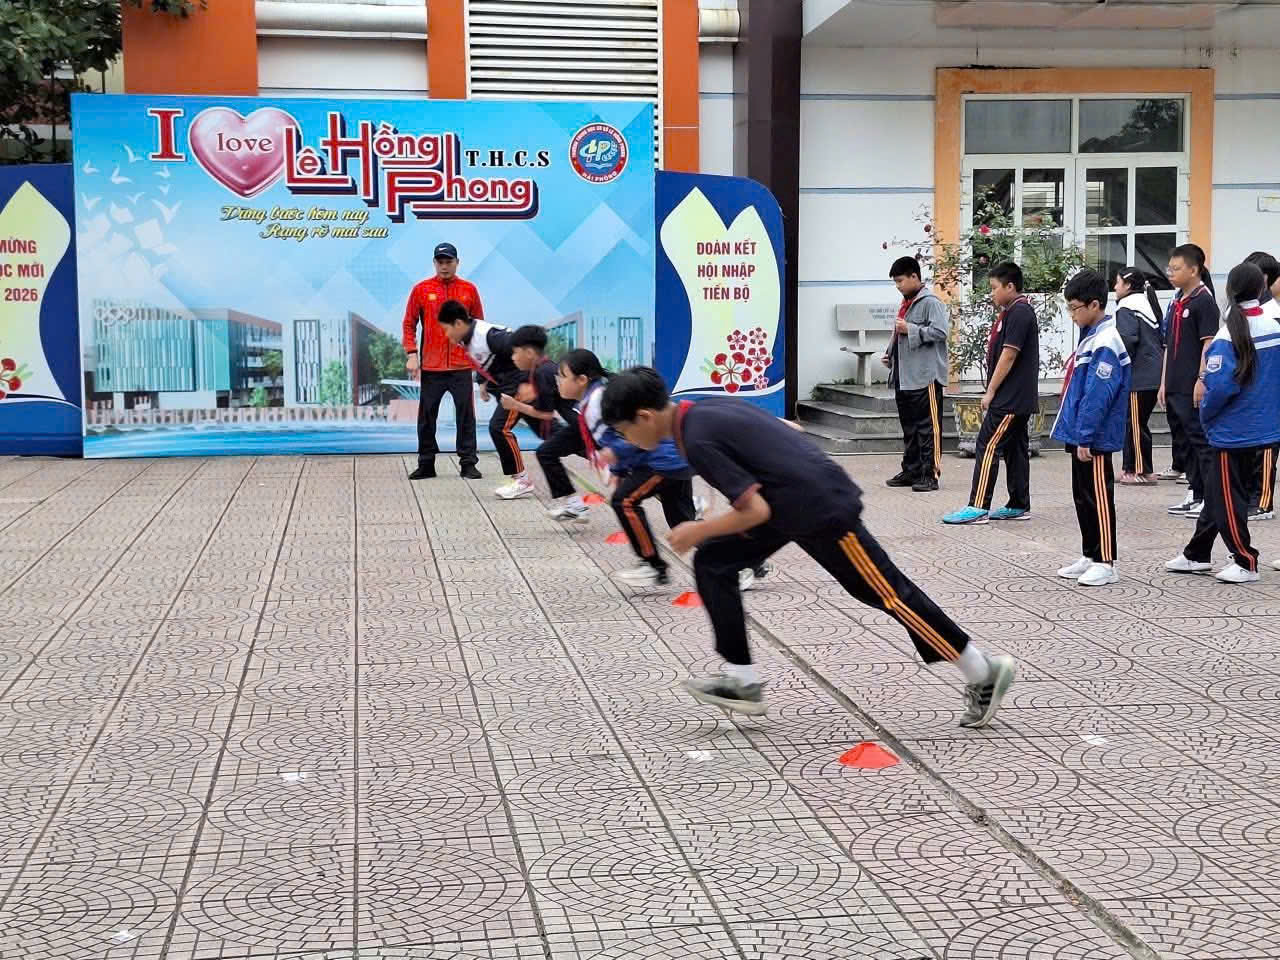 I love Lê Hồng Phong T.H.C.S
Dừng bước hôm nay
Rạng rỡ mai sau
HẢI PHÒNG
MỪNG
ỌC MỚI
2026
ĐOÀN KẾT
HỘI NHẬP
TIẾN BỘ